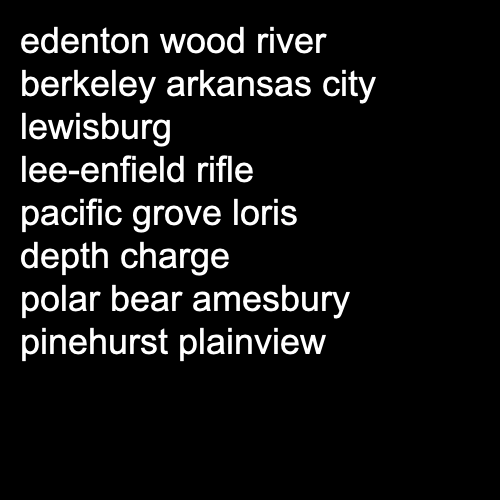 edenton wood river
berkeley arkansas city
lewisburg
lee-enfield rifle
pacific grove loris
depth charge
polar bear amesbury
pinehurst plainview